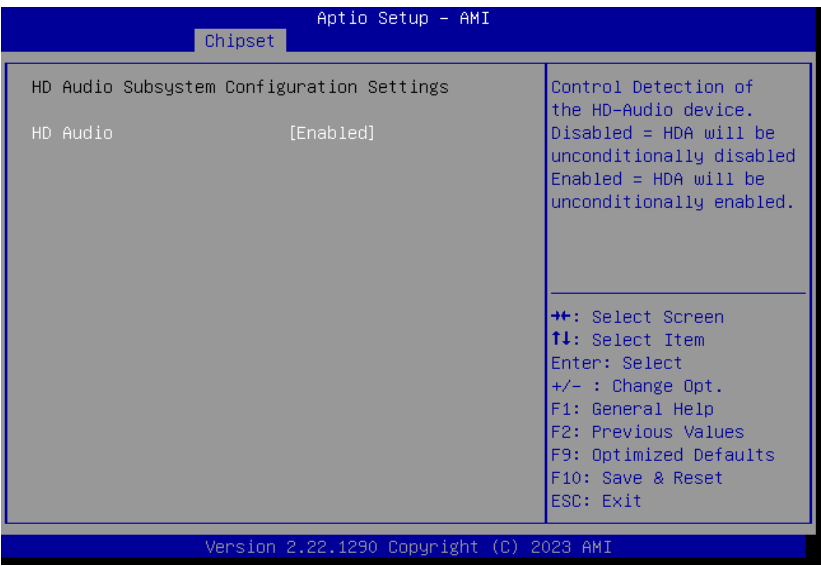 Aptio Setup – AMI
Chipset
HD Audio Subsystem Configuration Settings
HD Audio [Enabled]
Control Detection of
the HD-Audio device.
Disabled = HDA will be
unconditionally disabled
Enabled = HDA will be
unconditionally enabled.
→←: Select Screen
↑↓: Select Item
Enter: Select
+/- : Change Opt.
F1: General Help
F2: Previous Values
F9: Optimized Defaults
F10: Save & Reset
ESC: Exit
Version 2.22.1290 Copyright (C) 2023 AMI